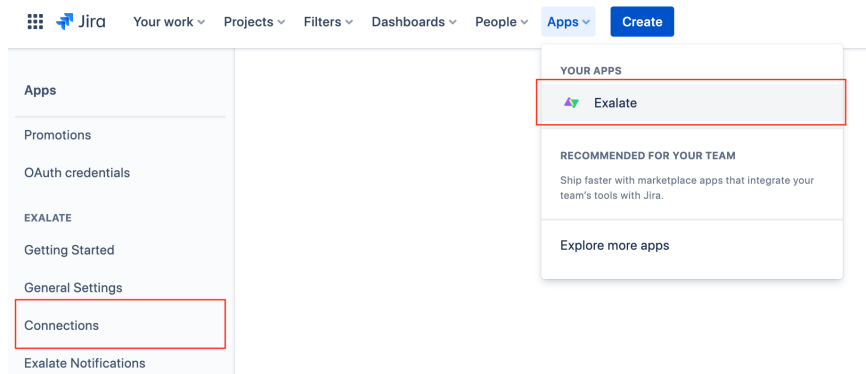 Jira Your work Projects Filters Dashboards People Apps Create
Apps
Promotions
OAuth credentials
EXALATE
Getting Started
General Settings
Connections
Exalate Notifications
YOUR APPS
Exalate
RECOMMENDED FOR YOUR TEAM
Ship faster with marketplace apps that integrate your
team's tools with Jira.
Explore more apps